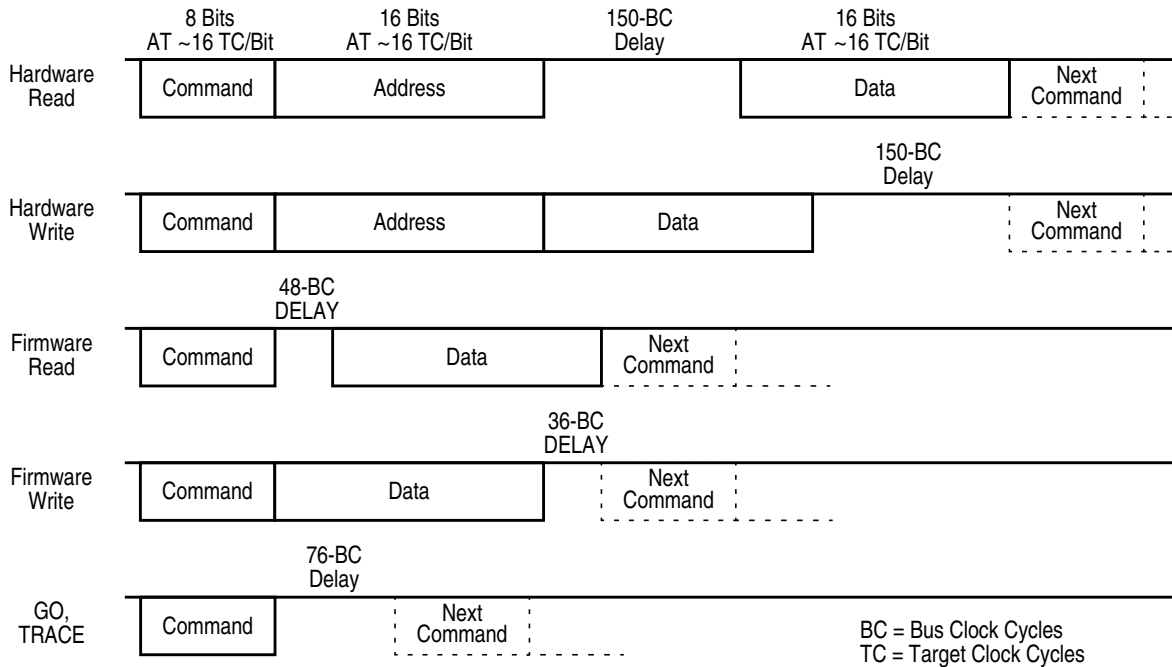 8 Bits
AT ~16 TC/Bit
16 Bits
AT ~16 TC/Bit
150-BC
Delay
16 Bits
AT ~16 TC/Bit
Hardware
Read
Command
Address
Data
Next
Command
150-BC
Delay
Hardware
Write
Command
Address
Data
Next
Command
48-BC
DELAY
Firmware
Read
Command
Data
Next
Command
36-BC
DELAY
Firmware
Write
Command
Data
Next
Command
76-BC
Delay
GO,
TRACE
Command
Next
Command
BC = Bus Clock Cycles
TC = Target Clock Cycles